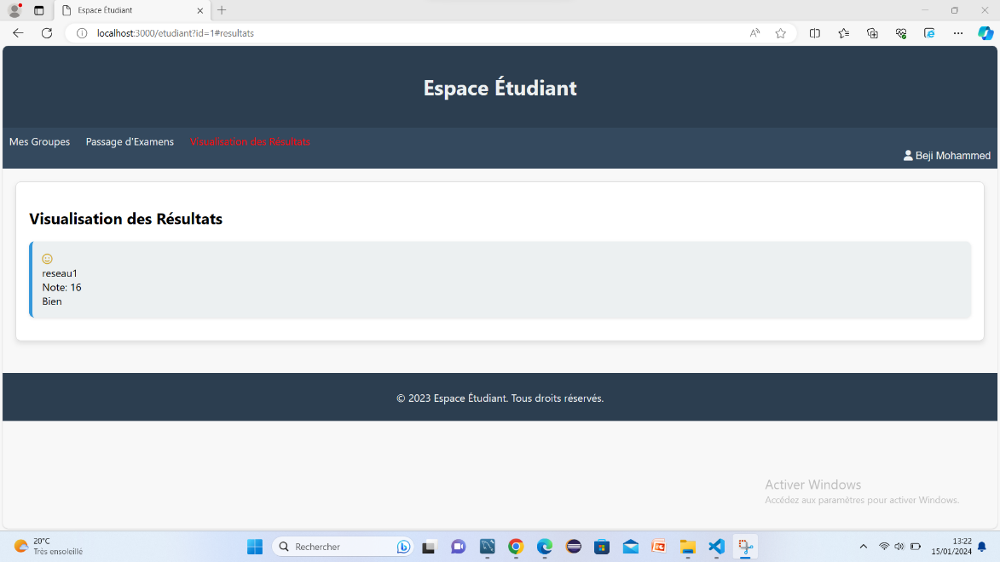 Espace Étudiant
localhost:3000/etudiant?id=1#resultats
Espace Étudiant
Mes Groupes Passage d'Examens Visualisation des Résultats
Beji Mohammed
Visualisation des Résultats
reseau1
Note: 16
Bien
© 2023 Espace Étudiant. Tous droits réservés.
Activer Windows
Accédez aux paramètres pour activer Windows.
20°C
Très ensoleillé
Rechercher
13:22
15/01/2024